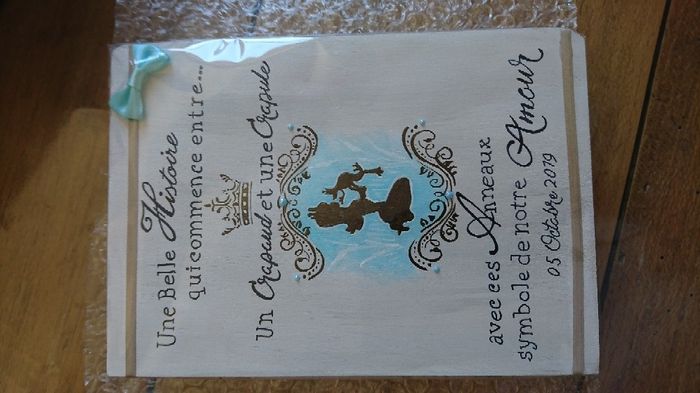 Une Belle Histoire
qui commence entre...
un Crapaud et une Crapule
avec ces Anneaux
symbole de notre Amour
05 Octobre 2019